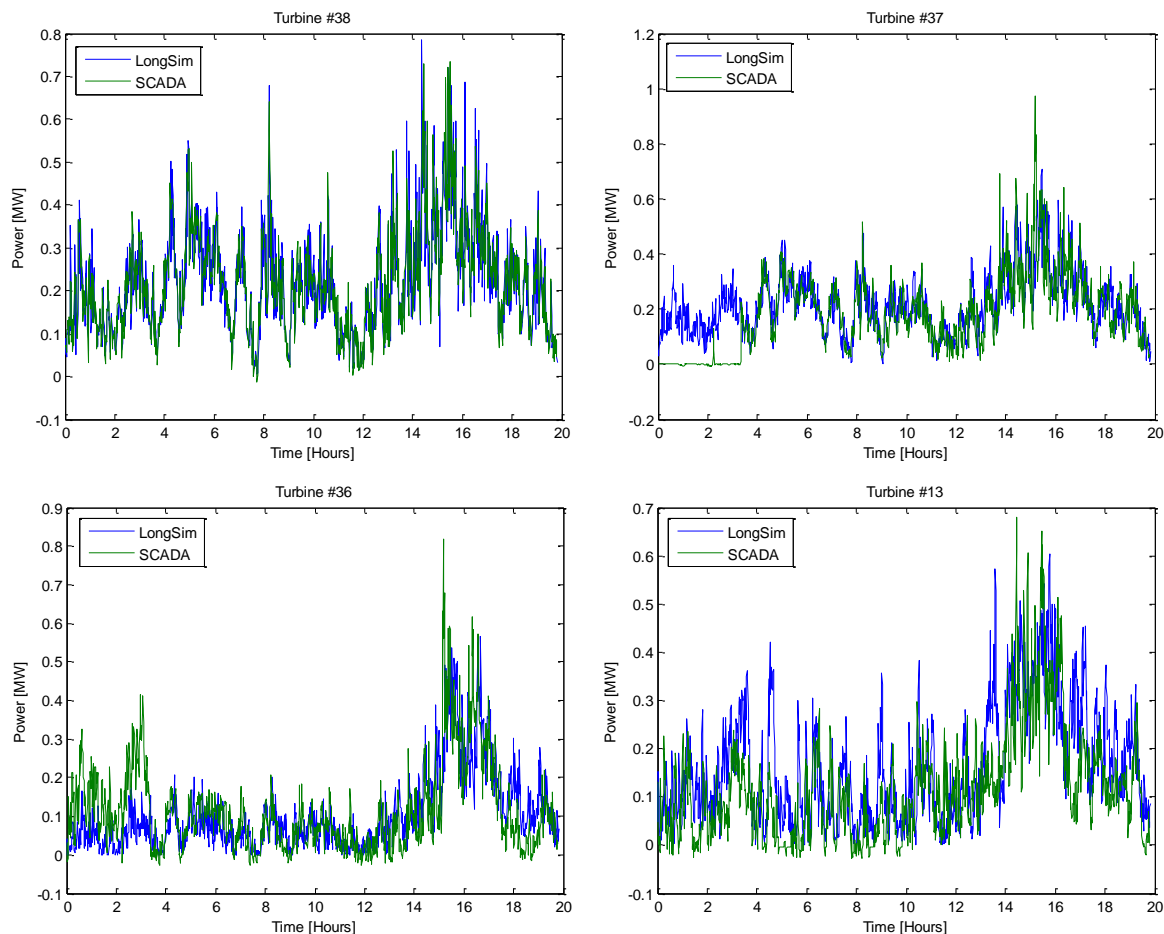 Turbine #38
0.8
0.7
0.6
0.5
0.4
0.3
0.2
0.1
0
-0.1
Power [MW]
LongSim
SCADA
0 2 4 6 8 10 12 14 16 18 20
Time [Hours]
Turbine #37
1.2
1
0.8
0.6
0.4
0.2
0
-0.2
Power [MW]
LongSim
SCADA
0 2 4 6 8 10 12 14 16 18 20
Time [Hours]
Turbine #36
0.9
0.8
0.7
0.6
0.5
0.4
0.3
0.2
0.1
0
-0.1
Power [MW]
LongSim
SCADA
0 2 4 6 8 10 12 14 16 18 20
Time [Hours]
Turbine #13
0.7
0.6
0.5
0.4
0.3
0.2
0.1
0
-0.1
Power [MW]
LongSim
SCADA
0 2 4 6 8 10 12 14 16 18 20
Time [Hours]